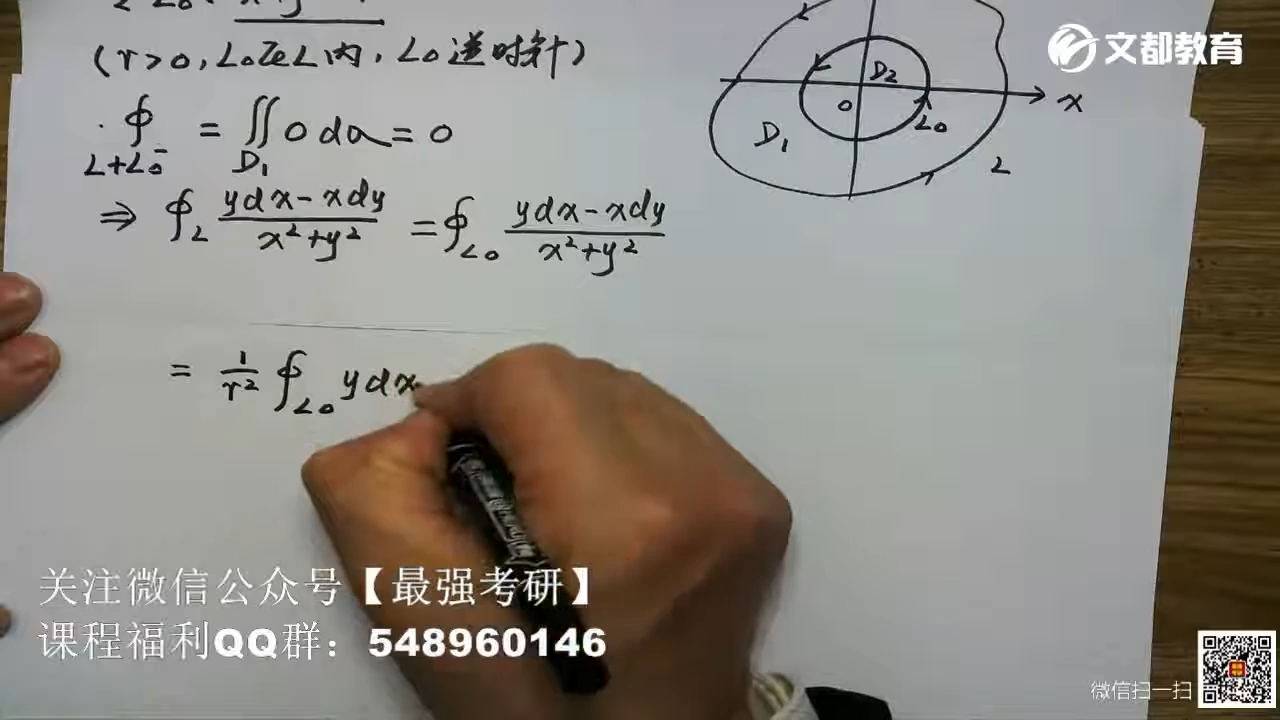 (r>0, L₀在L内, L₀逆时针)
∮_{L+L₀⁻} = ∬_{D₁} 0 dσ = 0
⇒ ∮_L (ydx-xdy)/(x²+y²) = ∮_{L₀} (ydx-xdy)/(x²+y²)
= 1/r² ∮_{L₀} ydx
D₂
O
L₀
x
D₁
L
文都教育
关注微信公众号【最强考研】
课程福利QQ群：548960146
微信扫一扫